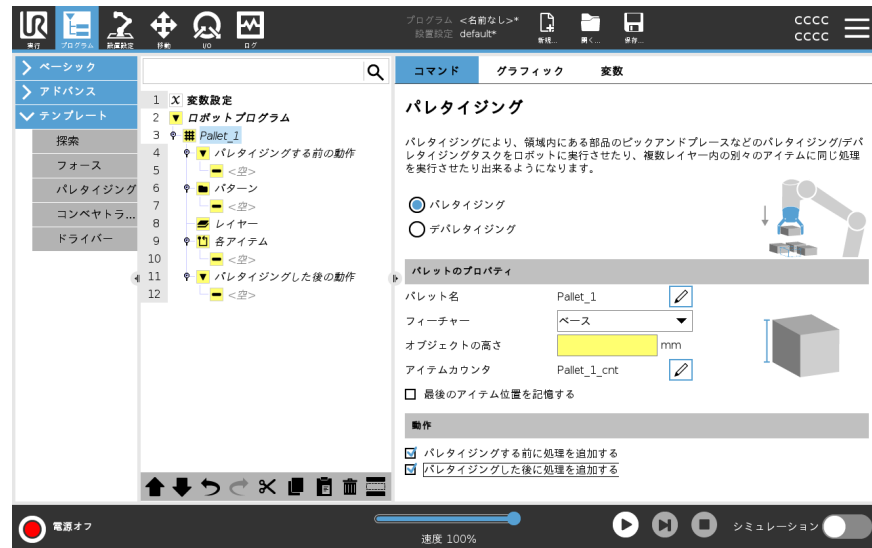 UR
実行
プログラム
設置設定
移動
I/O
ログ
プログラム <名前なし>*
設置設定 default*
新規...
開く...
保存...
CCCC
CCCC
ベーシック
アドバンス
テンプレート
探索
フォース
パレタイジング
コンベヤトラ...
ドライバー
1 X 変数設定
2 ロボットプログラム
3 Pallet_1
4 パレタイジングする前の動作
5 <空>
6 パターン
7 <空>
8 レイヤー
9 各アイテム
10 <空>
11 パレタイジングした後の動作
12 <空>
コマンド グラフィック 変数
パレタイジング
パレタイジングにより、領域内にある部品のピックアンドプレースなどのパレタイジング/デパ
レタイジングタスクをロボットに実行させたり、複数レイヤー内の別々のアイテムに同じ処理
を実行させたり出来るようになります。
パレタイジング
デパレタイジング
パレットのプロパティ
パレット名 Pallet_1
フィーチャー ベース
オブジェクトの高さ mm
アイテムカウンタ Pallet_1_cnt
最後のアイテム位置を記憶する
動作
パレタイジングする前に処理を追加する
パレタイジングした後に処理を追加する
電源オフ
速度 100%
シミュレーション